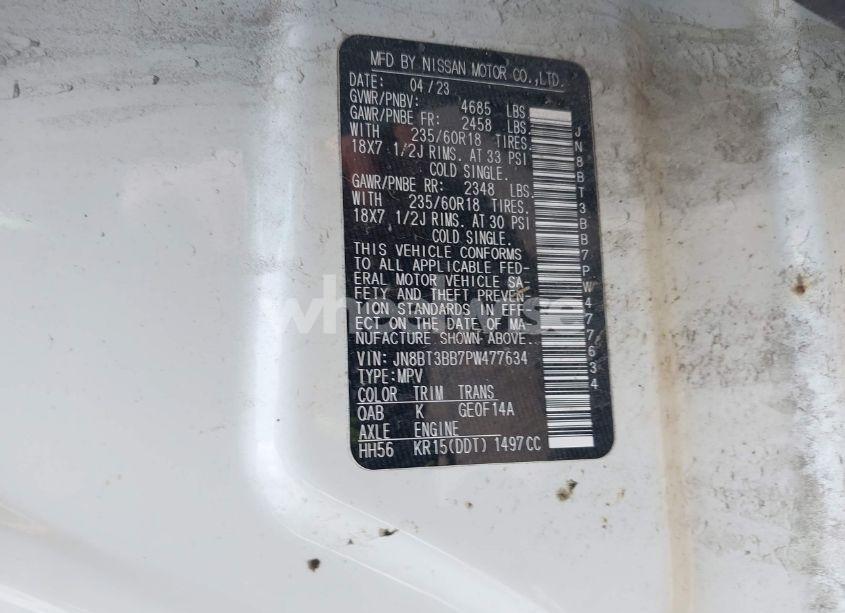 MFD BY NISSAN MOTOR CO.,LTD.
DATE: 04/23
GVWR/PNBV: 4685 LBS
GAWR/PNBE FR: 2458 LBS.
WITH 235/60R18 TIRES.
18X7 1/2J RIMS. AT 33 PSI
COLD SINGLE.
GAWR/PNBE RR: 2348 LBS.
WITH 235/60R18 TIRES.
18X7 1/2J RIMS. AT 30 PSI
COLD SINGLE.
THIS VEHICLE CONFORMS
TO ALL APPLICABLE FED-
ERAL MOTOR VEHICLE SA
FETY AND THEFT PREVEN-
TION STANDARDS IN EFF
ECT ON THE DATE OF MA-
NUFACTURE SHOWN ABOVE.
VIN: JN8BT3BB7PW477634
TYPE:MPV
COLOR TRIM TRANS
QAB K GE0F14A
AXLE ENGINE
HH56 KR15(DDT) 1497CC
JN8BT3BB7PW477634
wheelwise